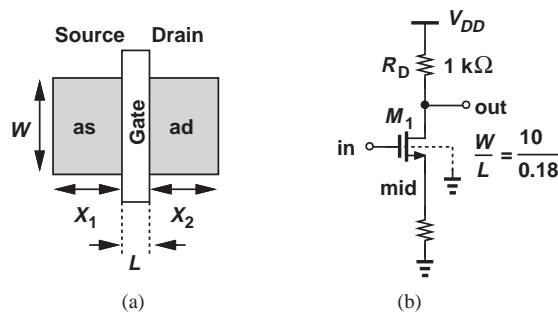 Source Drain
W
as
Gate
ad
X1 X2
L
(a)
VDD
RD 1 kΩ
M1
out
in
W/L = 10/0.18
mid
(b)